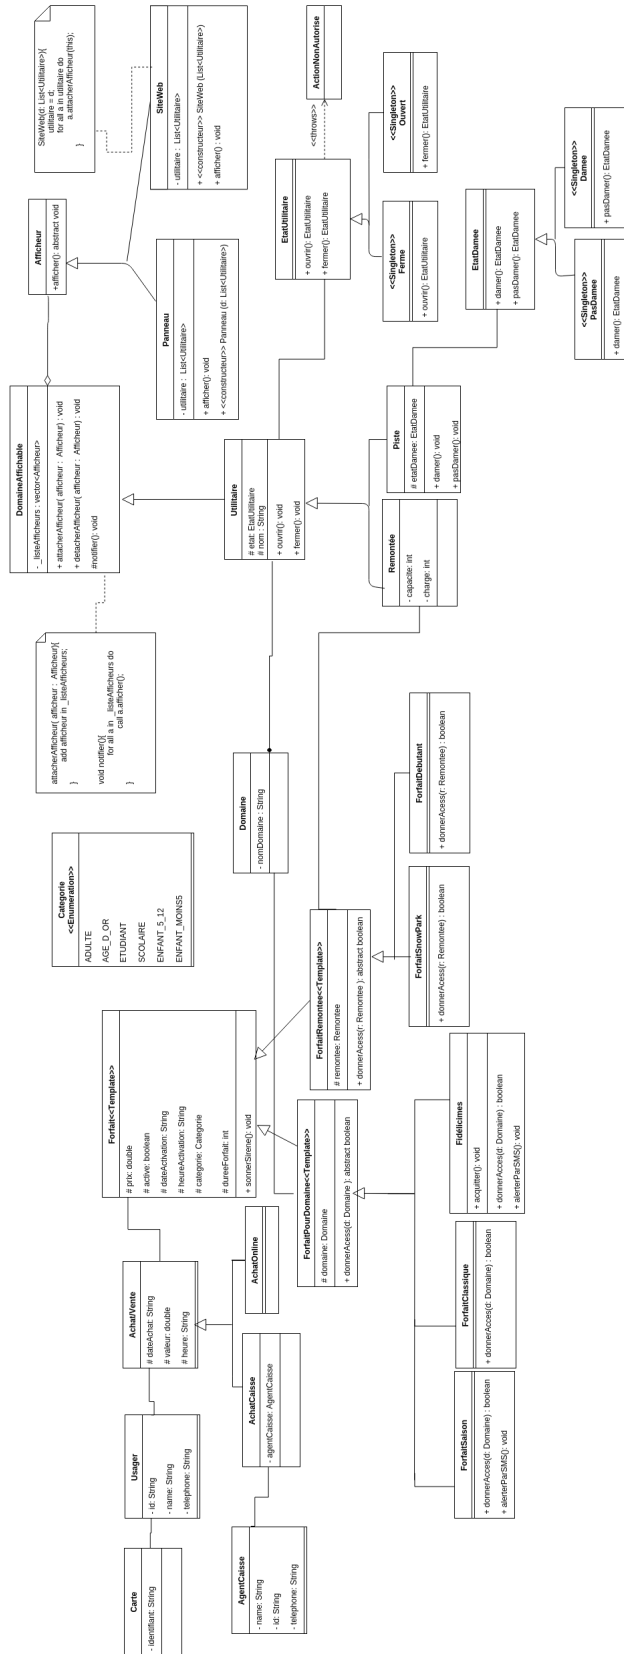 Carte
- identifiant: String
Usager
- id: String
- name: String
- telephone: String
AgentCaisse
- name: String
- id: String
- telephone: String
Achat/Vente
# dateAchat: String
# valeur: double
# heure: String
AchatCaisse
- agentCaisse: AgentCaisse
AchatOnline
Forfait<<Template>>
# prix: double
# active: boolean
# dateActivation: String
# heureActivation: String
# categorie: Categorie
# dureeForfait: int
+ sonnerSirene(): void
ForfaitPourDomaine<<Template>>
# domaine: Domaine
+ donnerAcess(d: Domaine ): abstract boolean
ForfaitRemontee<<Template>>
# remontee: Remontee
+ donnerAcess(r: Remontee ): abstract boolean
ForfaitSaison
+ donnerAcces(d: Domaine) : boolean
+ alerterParSMS(): void
ForfaitClassique
+ donnerAcces(d: Domaine) : boolean
Fidélicimes
+ acquitter(): void
+ donnerAcces(d: Domaine) : boolean
+ alerterParSMS(): void
ForfaitSnowPark
+ donnerAcess(r: Remontee) : boolean
ForfaitDebutant
+ donnerAcess(r: Remontee) : boolean
Categorie
<<Enumeration>>
ADULTE
AGE_D_OR
ETUDIANT
SCOLAIRE
ENFANT_5_12
ENFANT_MOINS5
Domaine
- nomDomaine : String
attacherAfficheur( afficheur : Afficheur){
add afficheur in _listeAfficheurs;
}
void notifier(){
for all a in _listeAfficheurs do
call a.afficher();
}
DomaineAffichable
- _listeAfficheurs : vector<Afficheur>
+ attacherAfficheur( afficheur : Afficheur) : void
+ detacherAfficheur( afficheur : Afficheur) : void
#notifier(): void
Utilitaire
# etat: EtatUtilitaire
# nom : String
+ ouvrir(): void
+ fermer(): void
Remontée
- capacite: int
- charge: int
Piste
# etatDamee: EtatDamee
+ damer(): void
+ pasDamer(): void
Afficheur
+afficher(): abstract void
Panneau
- utilitaire : List<Utilitaire>
+ afficher(): void
+ <<constructeur>> Panneau (d: List<Utilitaire>)
SiteWeb(d: List<Utilitaire>){
utilitaire = d;
for all a in utilitaire do
a.attacherAfficheur(this);
}
SiteWeb
- utilitaire : List<Utilitaire>
+ <<constructeur>> SiteWeb (List<Utilitaire>)
+ afficher() : void
EtatUtilitaire
+ ouvrir(): EtatUtilitaire
+ fermer(): EtatUtilitaire
<<throws>>
ActionNonAutorise
<<Singleton>>
Ferme
+ ouvrir(): EtatUtilitaire
<<Singleton>>
Ouvert
+ fermer(): EtatUtilitaire
EtatDamee
+ damer(): EtatDamee
+ pasDamer(): EtatDamee
<<Singleton>>
PasDamee
+ damer(): EtatDamee
<<Singleton>>
Damee
+ pasDamer(): EtatDamee